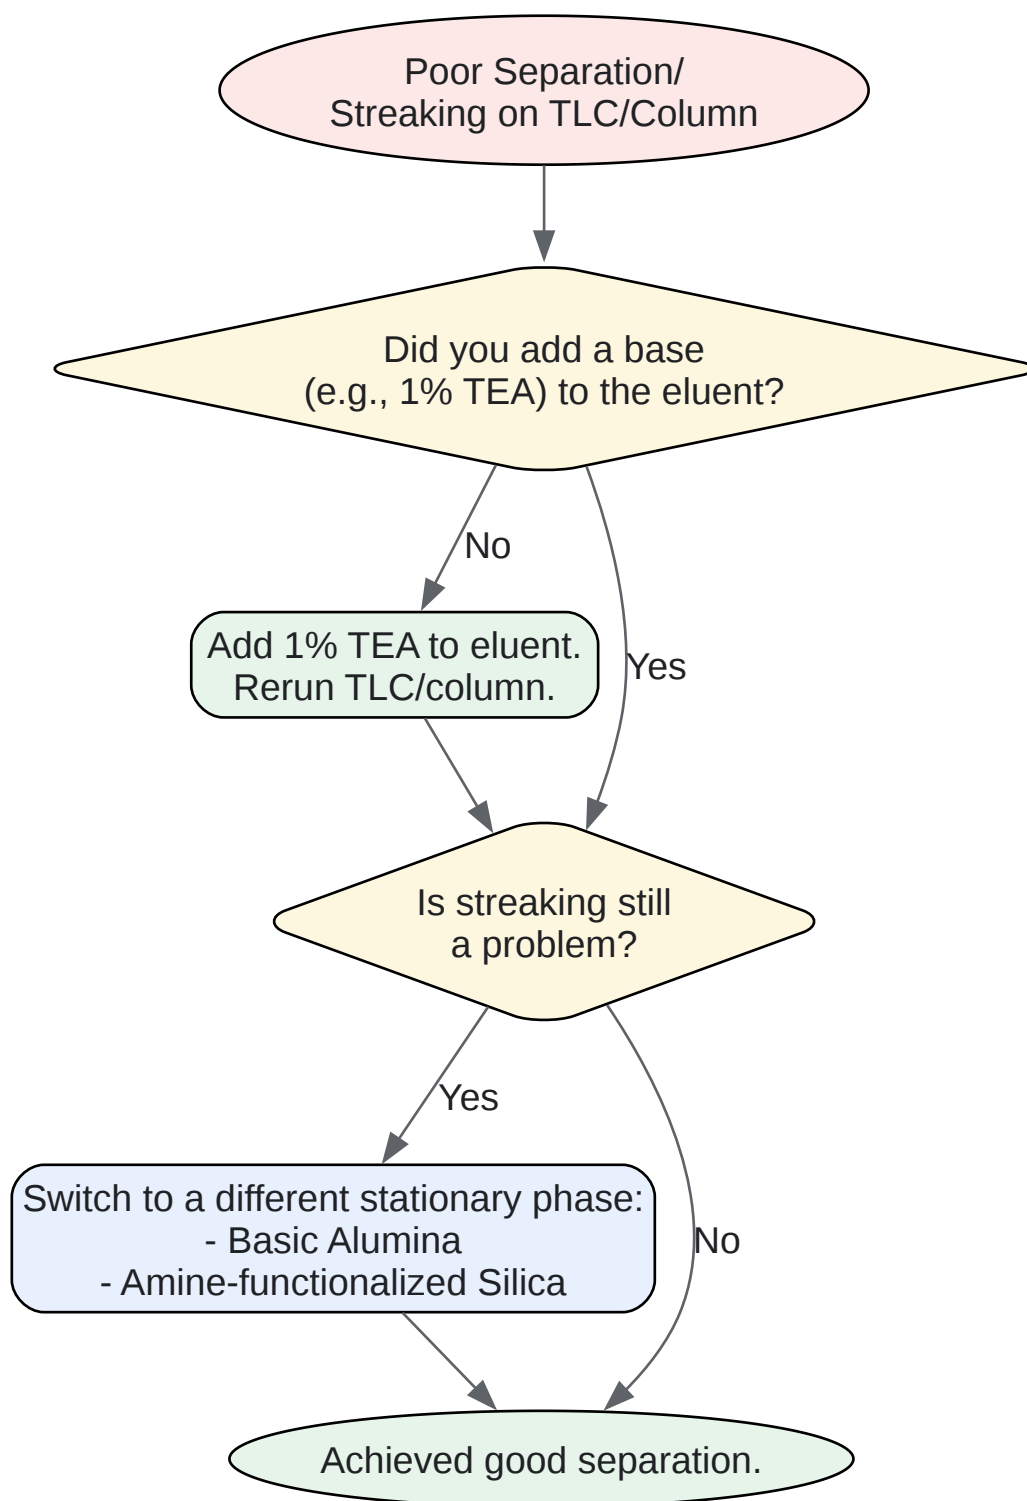 Poor Separation/
Streaking on TLC/Column
Did you add a base
(e.g., 1% TEA) to the eluent?
No
Add 1% TEA to eluent.
Rerun TLC/column.
Yes
Is streaking still
a problem?
Yes
Switch to a different stationary phase:
- Basic Alumina
- Amine-functionalized Silica
No
Achieved good separation.